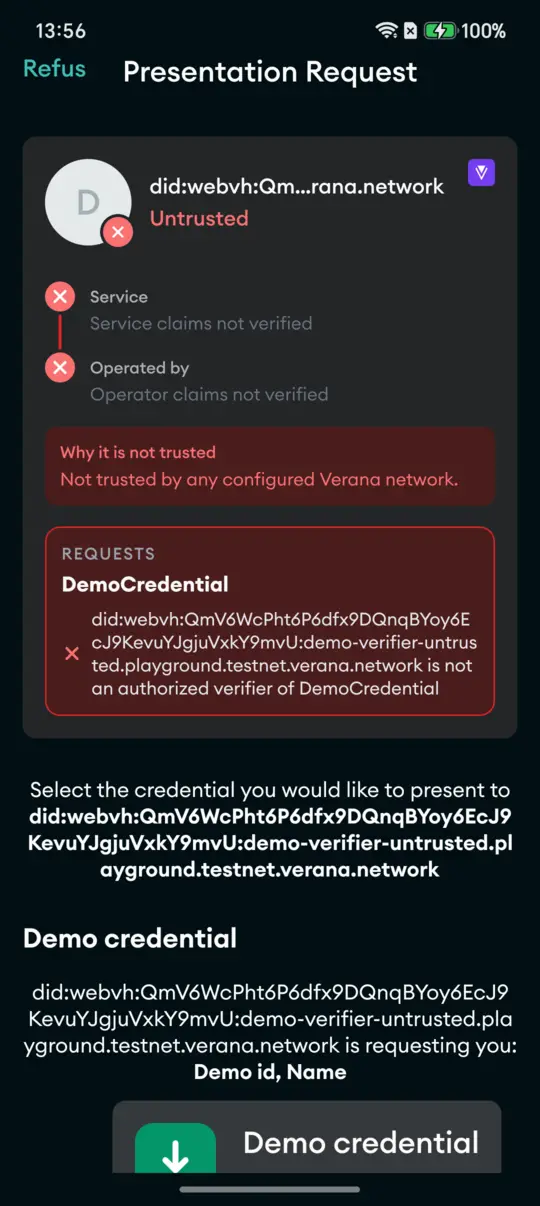 13:56
100%
Refus
Presentation Request
D
did:webvh:Qm...rana.network
Untrusted
Service
Service claims not verified
Operated by
Operator claims not verified
Why it is not trusted
Not trusted by any configured Verana network.
REQUESTS
DemoCredential
did:webvh:QmV6WcPht6P6dfx9DQnqBYoy6E
cJ9KevuYJgjuVxkY9mvU:demo-verifier-untrus
ted.playground.testnet.verana.network is not
an authorized verifier of DemoCredential
Select the credential you would like to present to
did:webvh:QmV6WcPht6P6dfx9DQnqBYoy6EcJ9
KevuYJgjuVxkY9mvU:demo-verifier-untrusted.pl
ayground.testnet.verana.network
Demo credential
did:webvh:QmV6WcPht6P6dfx9DQnqBYoy6EcJ9
KevuYJgjuVxkY9mvU:demo-verifier-untrusted.pla
yground.testnet.verana.network is requesting you:
Demo id, Name
Demo credential